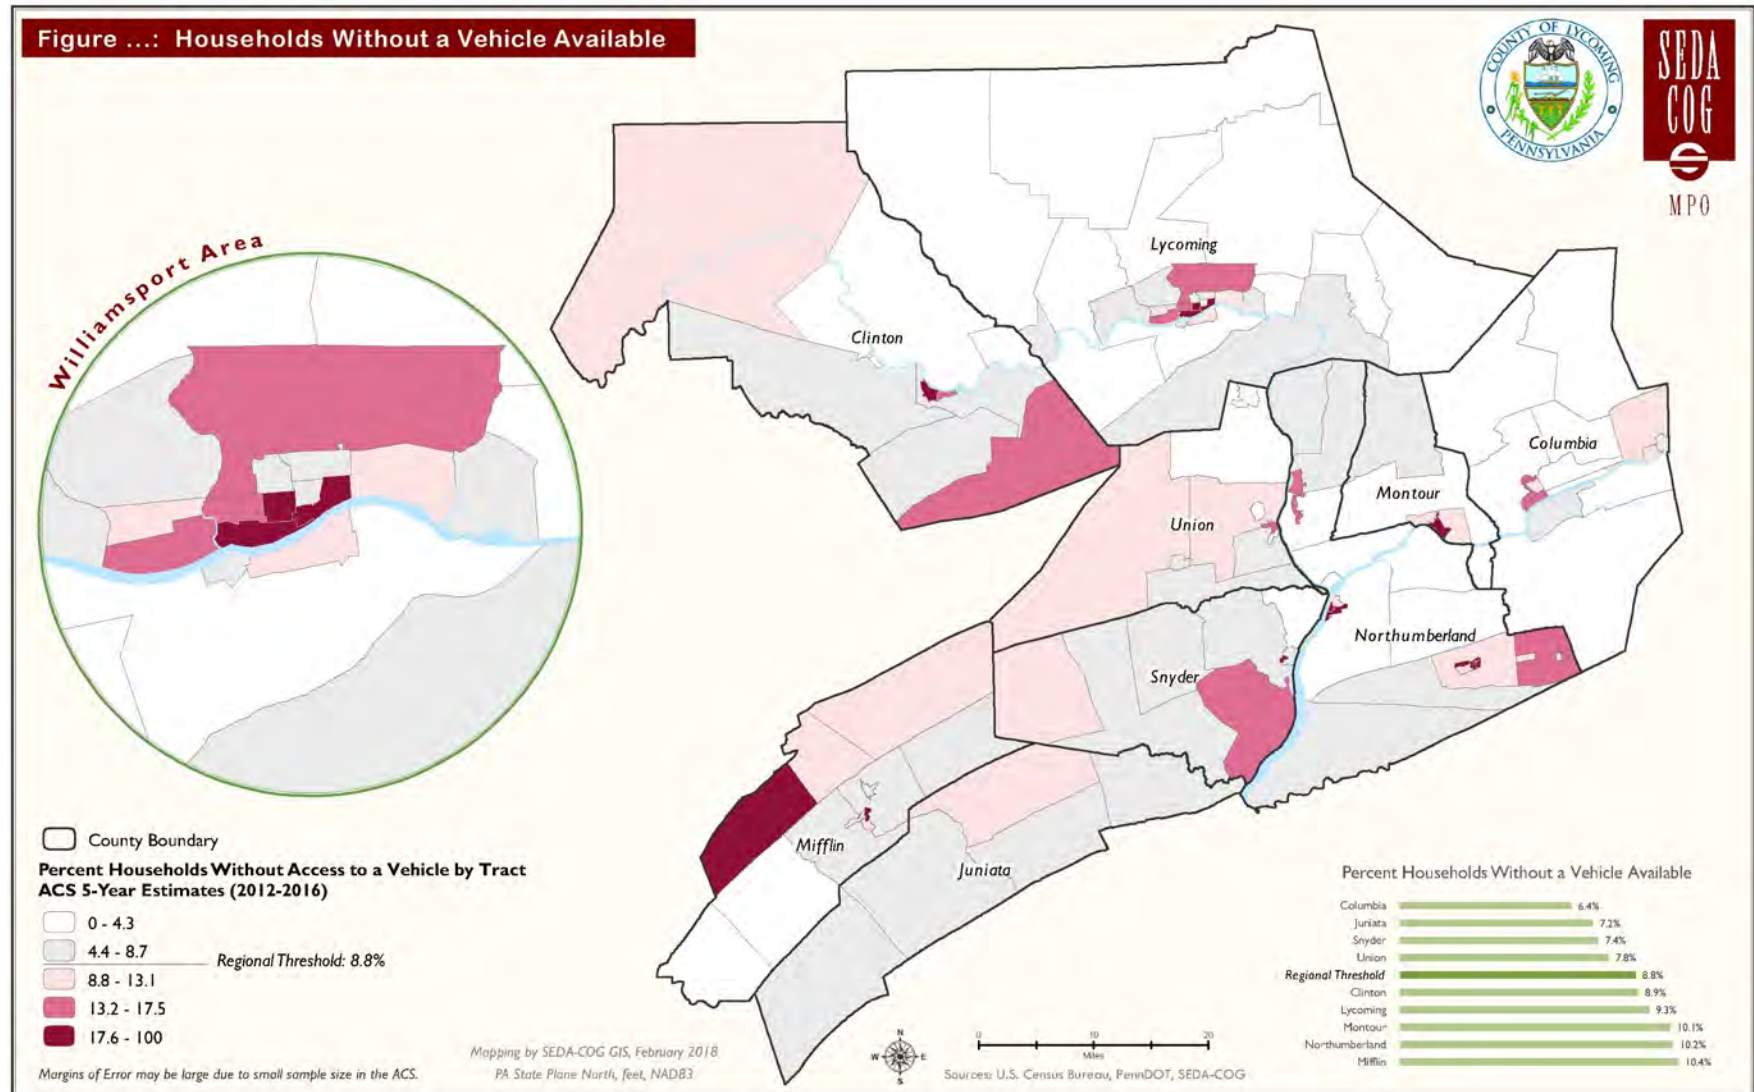 Figure ...: Households Without a Vehicle Available
COUNTY OF LYCOMING
PENNSYLVANIA
SEDA
COG
MPO
Williamsport Area
Lycoming
Clinton
Columbia
Montour
Union
Northumberland
Snyder
Mifflin
Juniata
County Boundary
Percent Households Without Access to a Vehicle by Tract
ACS 5-Year Estimates (2012-2016)
0 - 4.3
4.4 - 8.7
Regional Threshold: 8.8%
8.8 - 13.1
13.2 - 17.5
17.6 - 100
Margins of Error may be large due to small sample size in the ACS.
Mapping by SEDA-COG GIS, February 2018
PA State Plane North, feet, NAD83
N
W E
S
0 10 20
Miles
Sources: U.S. Census Bureau, PennDOT, SEDA-COG
Percent Households Without a Vehicle Available
Columbia 6.4%
Juniata 7.2%
Snyder 7.4%
Union 7.8%
Regional Threshold 8.8%
Clinton 8.9%
Lycoming 9.3%
Montour 10.1%
Northumberland 10.2%
Mifflin 10.4%